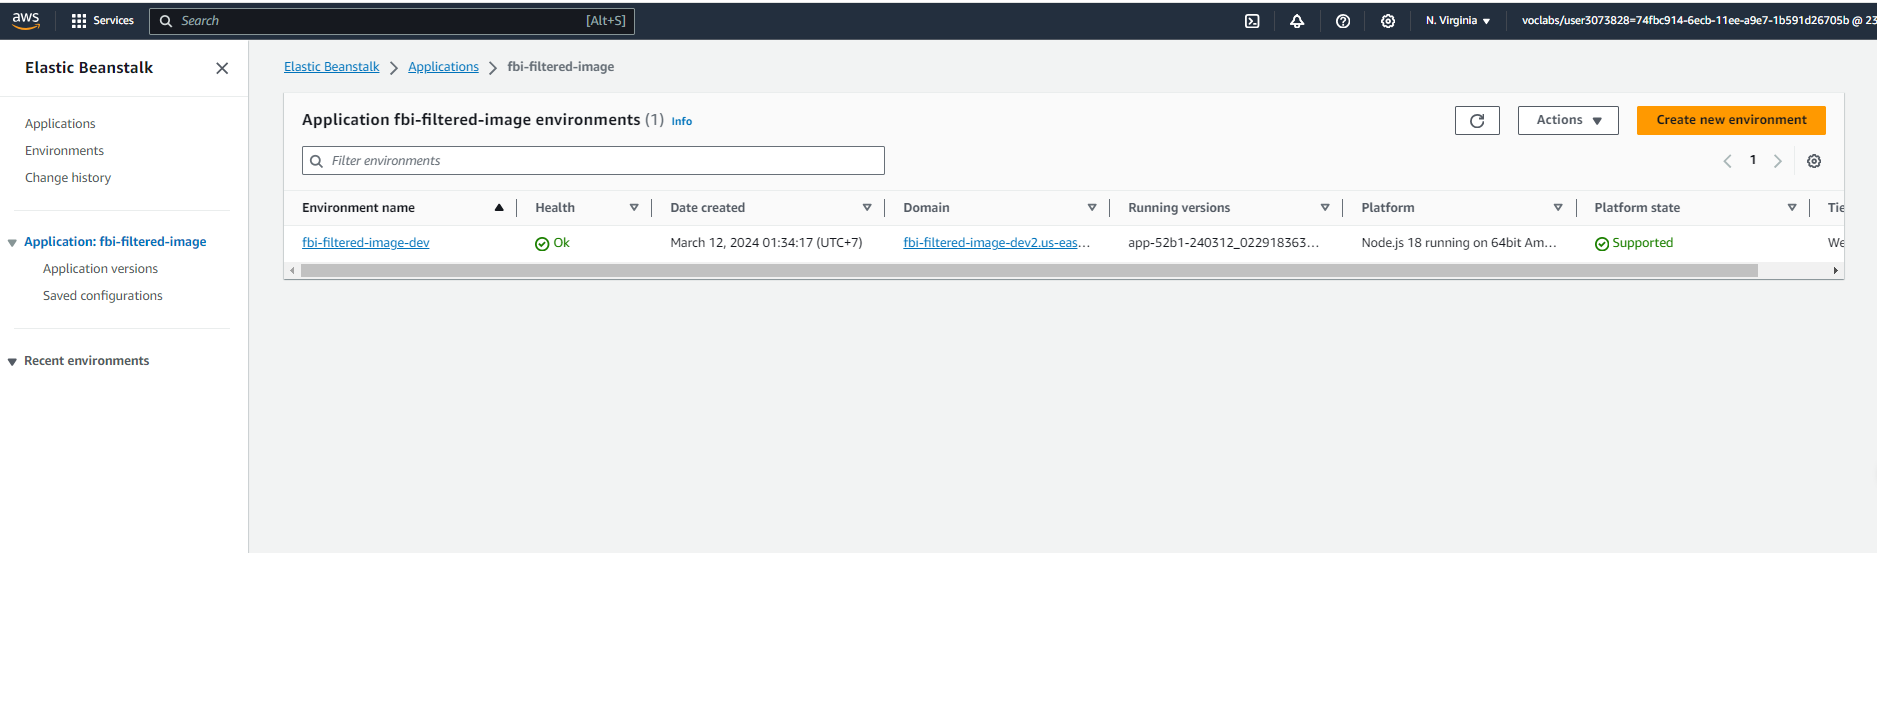 aws Services Search [Alt+S] N. Virginia voclabs/user3073828=74fbc914-6ecb-11ee-a9e7-1b591d26705b @ 23
Elastic Beanstalk
Applications
Environments
Change history
Application: fbi-filtered-image
Application versions
Saved configurations
Recent environments
Elastic Beanstalk Applications fbi-filtered-image
Application fbi-filtered-image environments (1) Info
Actions Create new environment
Filter environments
1
Environment name Health Date created Domain Running versions Platform Platform state Tie
fbi-filtered-image-dev Ok March 12, 2024 01:34:17 (UTC+7) fbi-filtered-image-dev2.us-eas... app-52b1-240312_022918363... Node.js 18 running on 64bit Am... Supported We